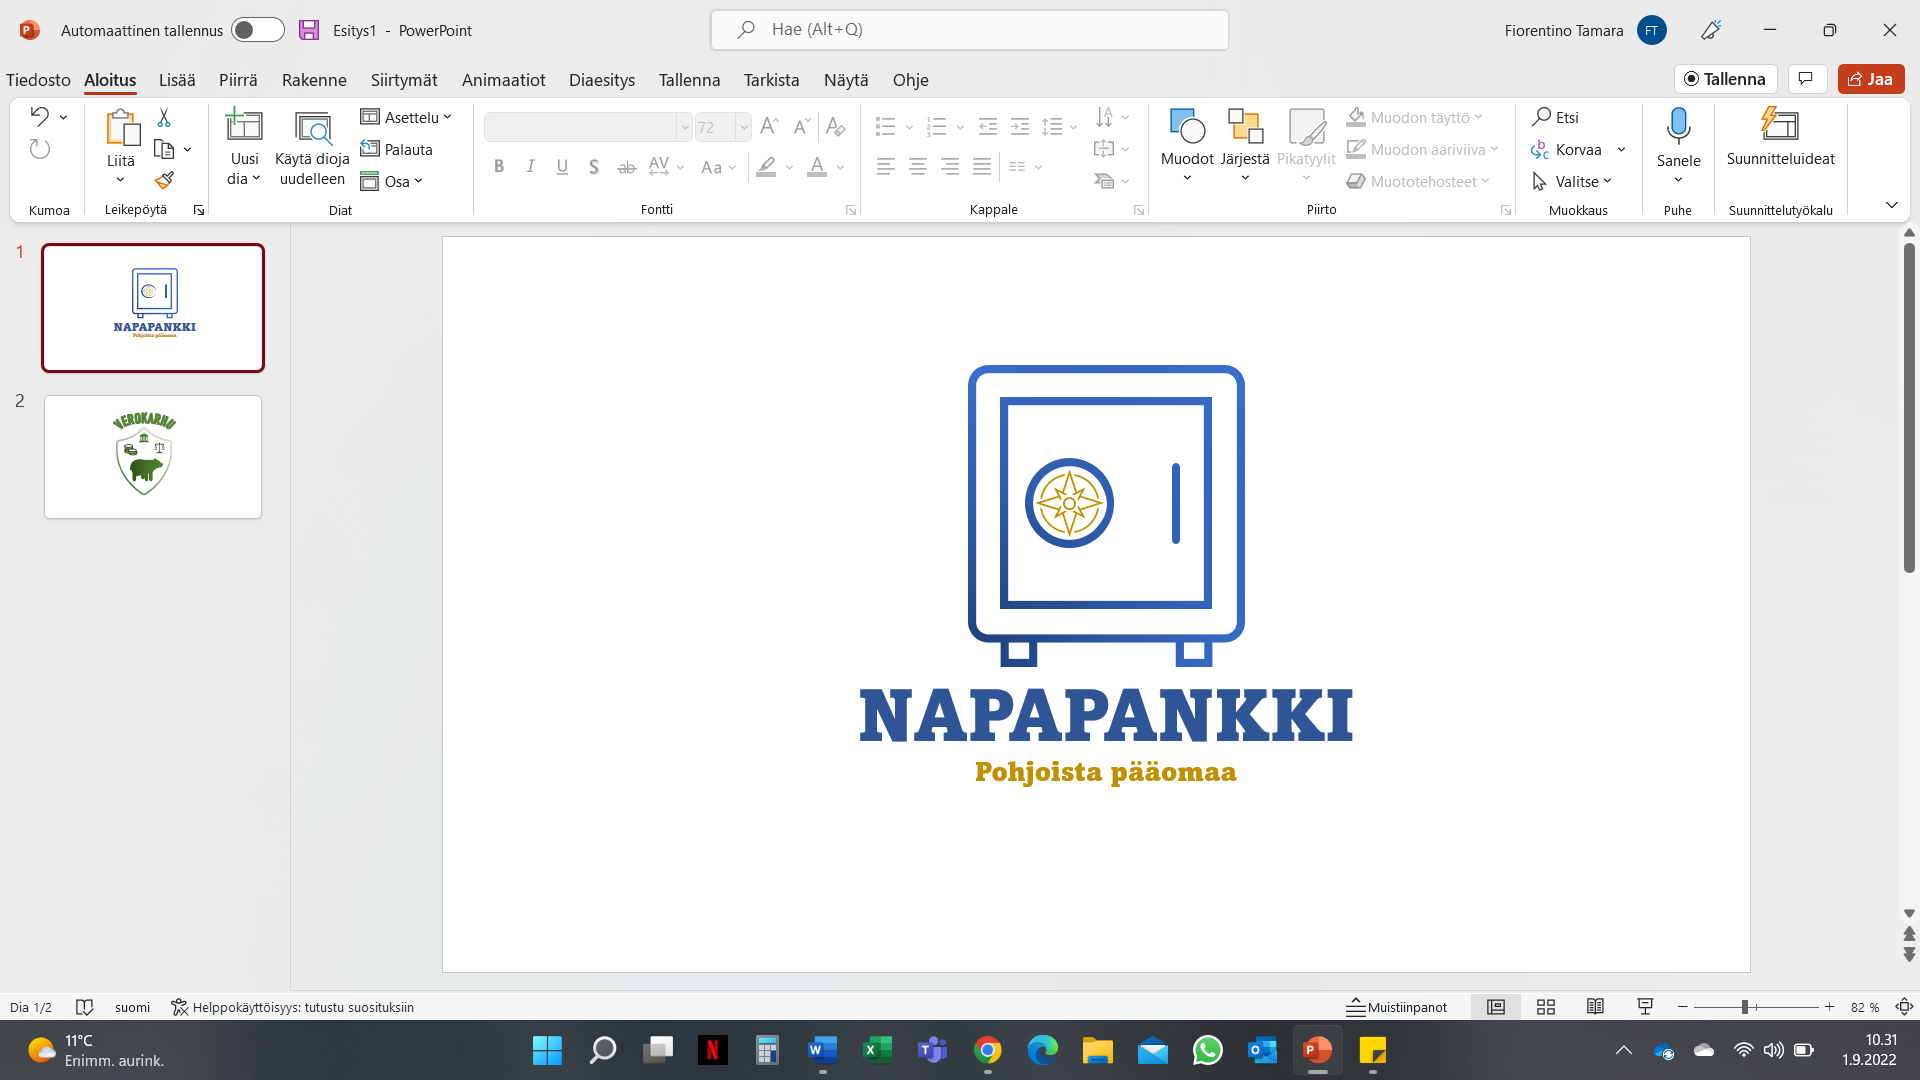 Automaattinen tallennus
Esitys1 - PowerPoint
Hae (Alt+Q)
Fiorentino Tamara
FT
Tiedosto Aloitus Lisää Piirrä Rakenne Siirtymät Animaatiot Diaesitys Tallenna Tarkista Näytä Ohje
Tallenna
Jaa
Kumoa
Liitä
Leikepöytä
Uusi
dia
Käytä dioja
uudelleen
Asettelu
Palauta
Osa
Diat
72
Fontti
Kappale
Muodot
Järjestä
Pikatyylit
Muodon täyttö
Muodon ääriviiva
Muototehosteet
Piirto
Etsi
Korvaa
Valitse
Muokkaus
Sanele
Puhe
Suunnitteluideat
Suunnittelutyökalu
1
NAPAPANKKI
Pohjoista pääomaa
2
VEROKARHU
NAPAPANKKI
Pohjoista pääomaa
Dia 1/2
suomi
Helppokäyttöisyys: tutustu suosituksiin
Muistiinpanot
82 %
11°C
Enimm. aurink.
10.31
1.9.2022